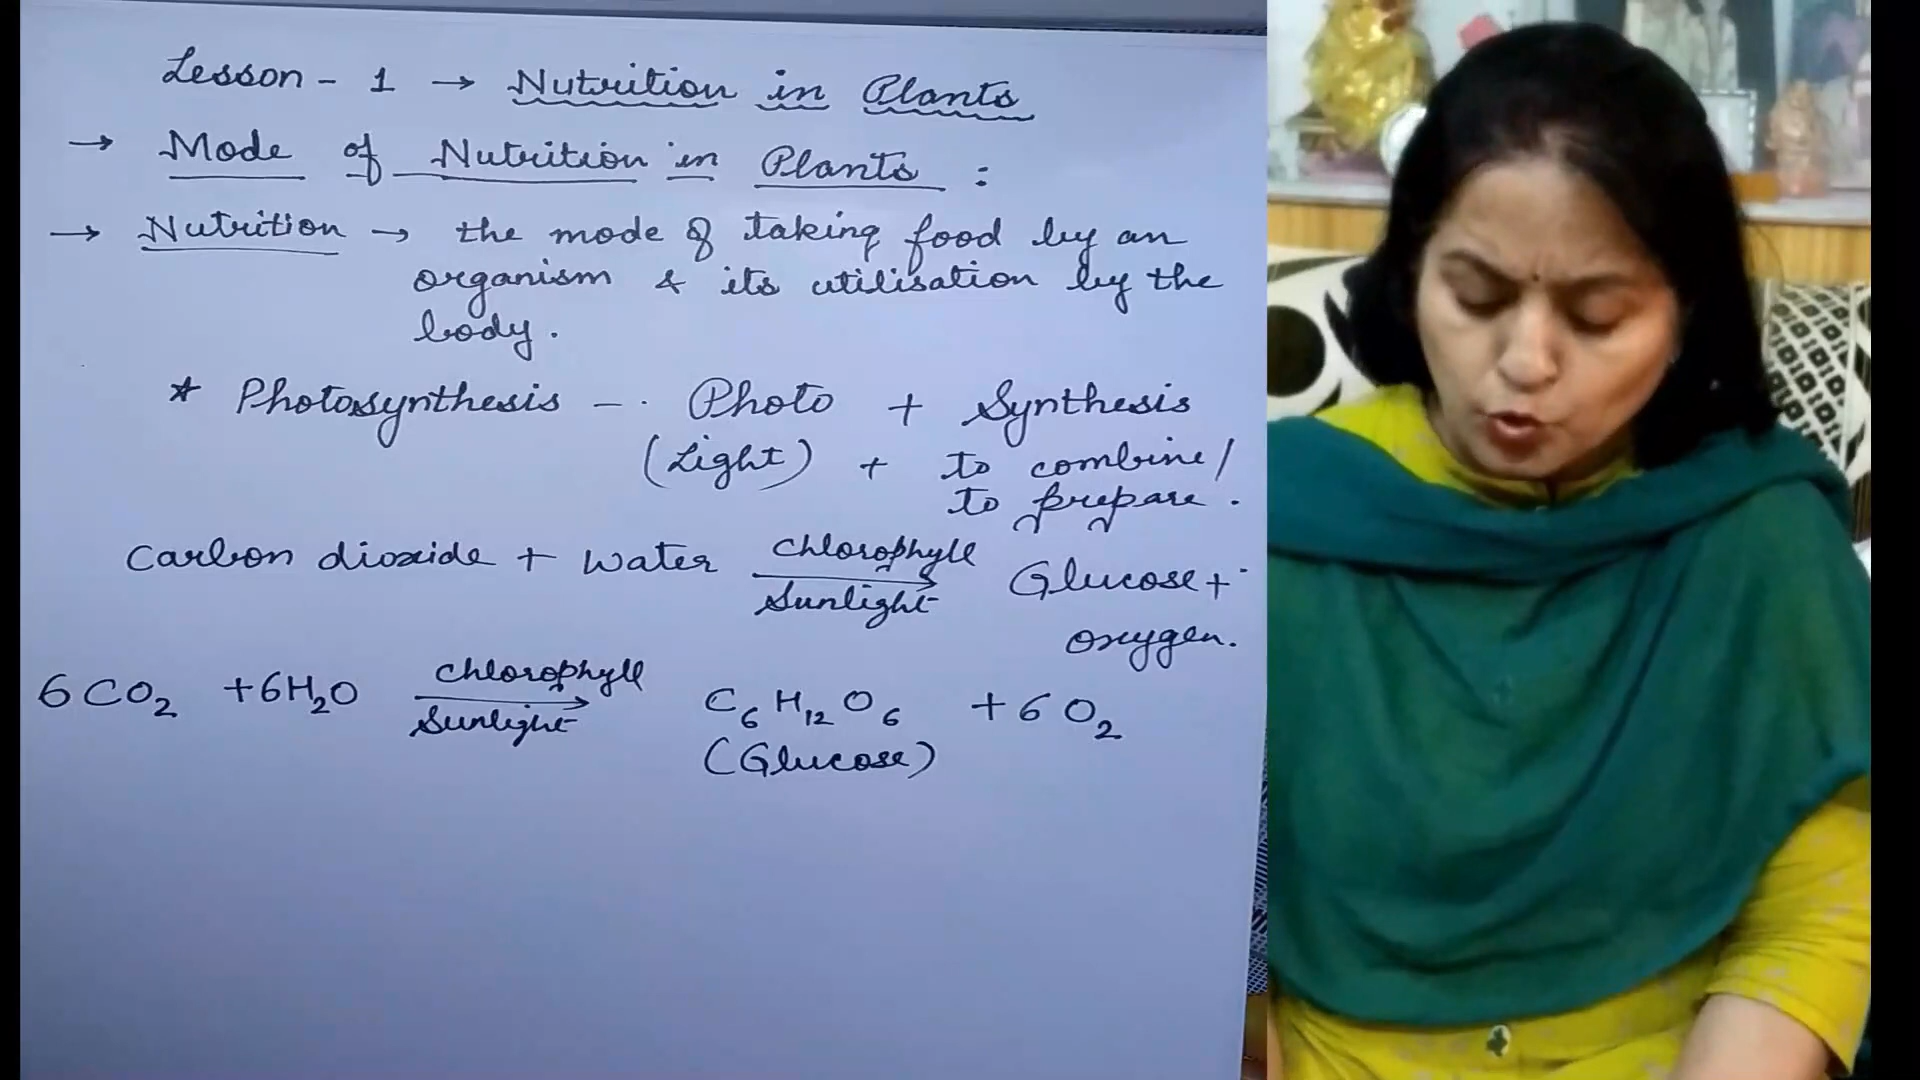 Lesson - 1 → Nutrition in Plants
→ Mode of Nutrition in Plants :
→ Nutrition → the mode of taking food by an
organism & its utilisation by the
body.
* Photosynthesis - Photo + Synthesis
(Light) + to combine/
to prepare.
Carbon dioxide + Water chlorophyll → Sunlight Glucose +
oxygen.
6CO₂ + 6H₂O chlorophyll → Sunlight C₆H₁₂O₆ + 6O₂
(Glucose)